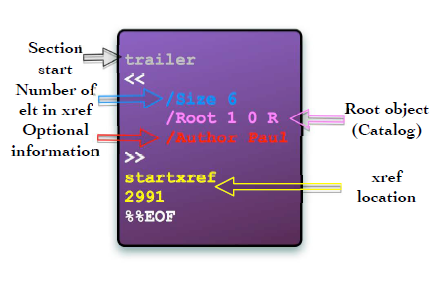 Section
start
Number of
elt in xref
Optional
information
trailer
<<
/Size 6
/Root 1 0 R
/Author Paul
>>
startxref
2991
%%EOF
Root object
(Catalog)
xref
location